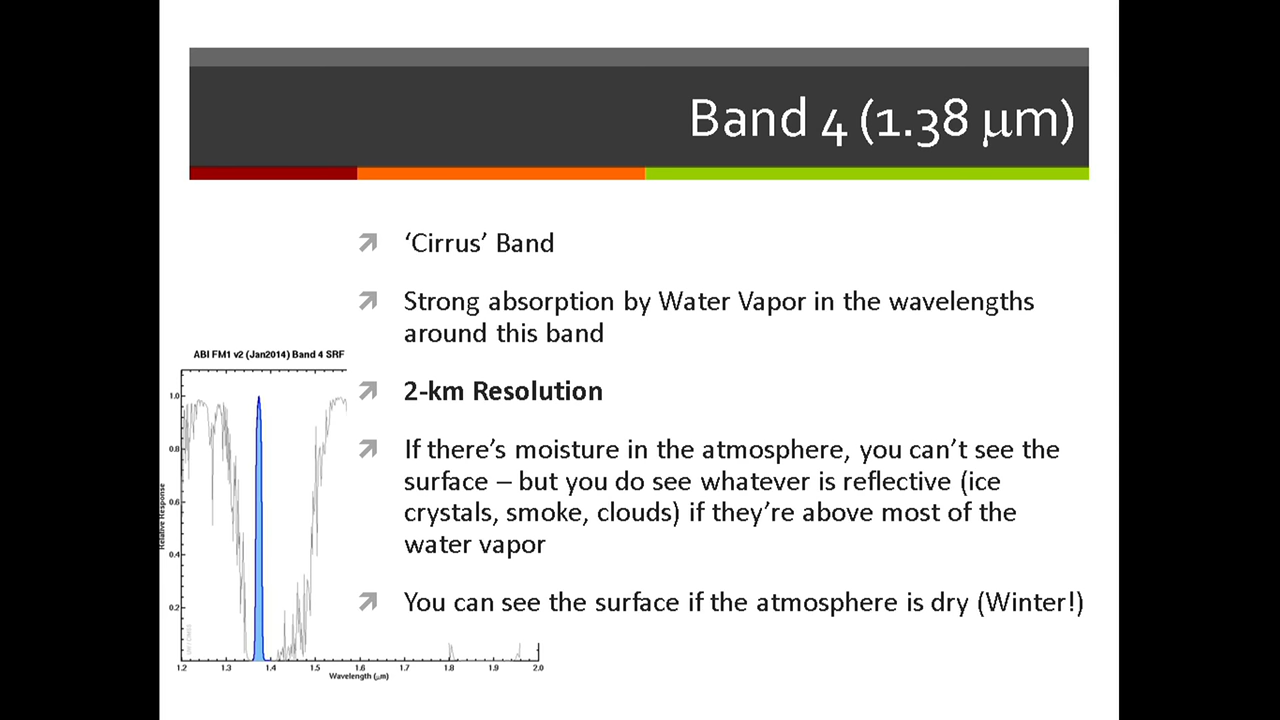 Band 4 (1.38 μm)
‘Cirrus’ Band
Strong absorption by Water Vapor in the wavelengths
around this band
2-km Resolution
If there’s moisture in the atmosphere, you can’t see the
surface – but you do see whatever is reflective (ice
crystals, smoke, clouds) if they’re above most of the
water vapor
You can see the surface if the atmosphere is dry (Winter!)
ABI FM1 v2 (Jan2014) Band 4 SRF
Relative Response
1.0
0.8
0.6
0.4
0.2
1.2 1.3 1.4 1.5 1.6 1.7 1.8 1.9 2.0
Wavelength (μm)